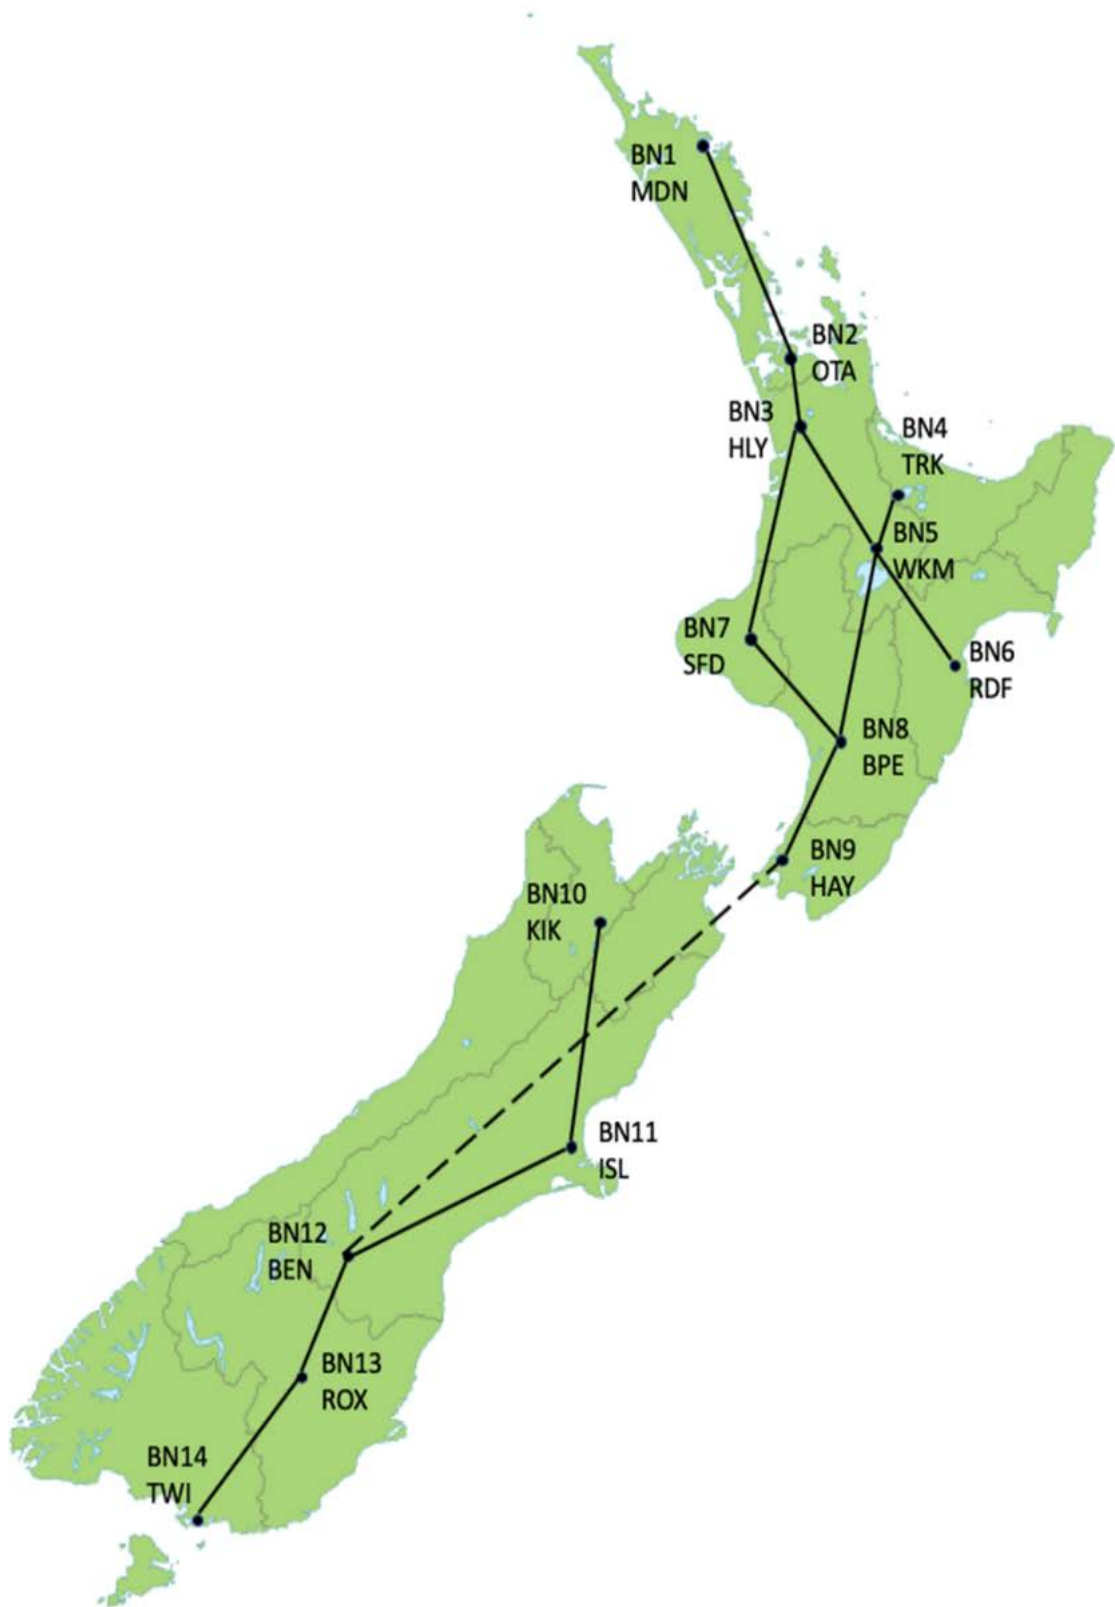 BN1
MDN
BN2
OTA
BN3
HLY
BN4
TRK
BN5
WKM
BN7
SFD
BN6
RDF
BN8
BPE
BN9
HAY
BN10
KIK
BN11
ISL
BN12
BEN
BN13
ROX
BN14
TWI